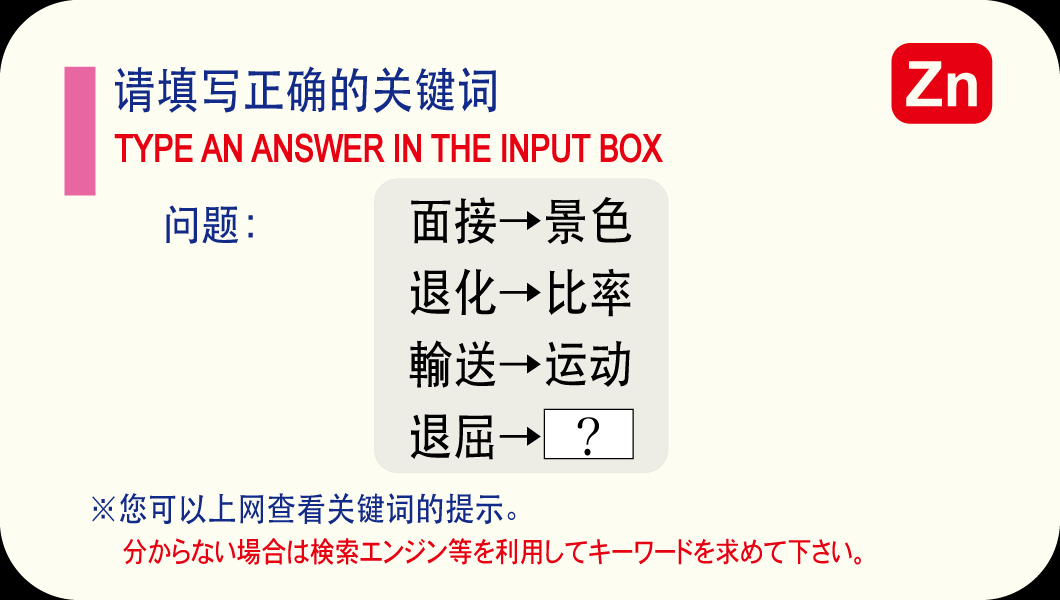 请填写正确的关键词
Zn
TYPE AN ANSWER IN THE INPUT BOX
问题：
面接→景色
退化→比率
輸送→运动
退屈→？
※您可以上网查看关键词的提示。
分からない場合は検索エンジン等を利用してキーワードを求めて下さい。